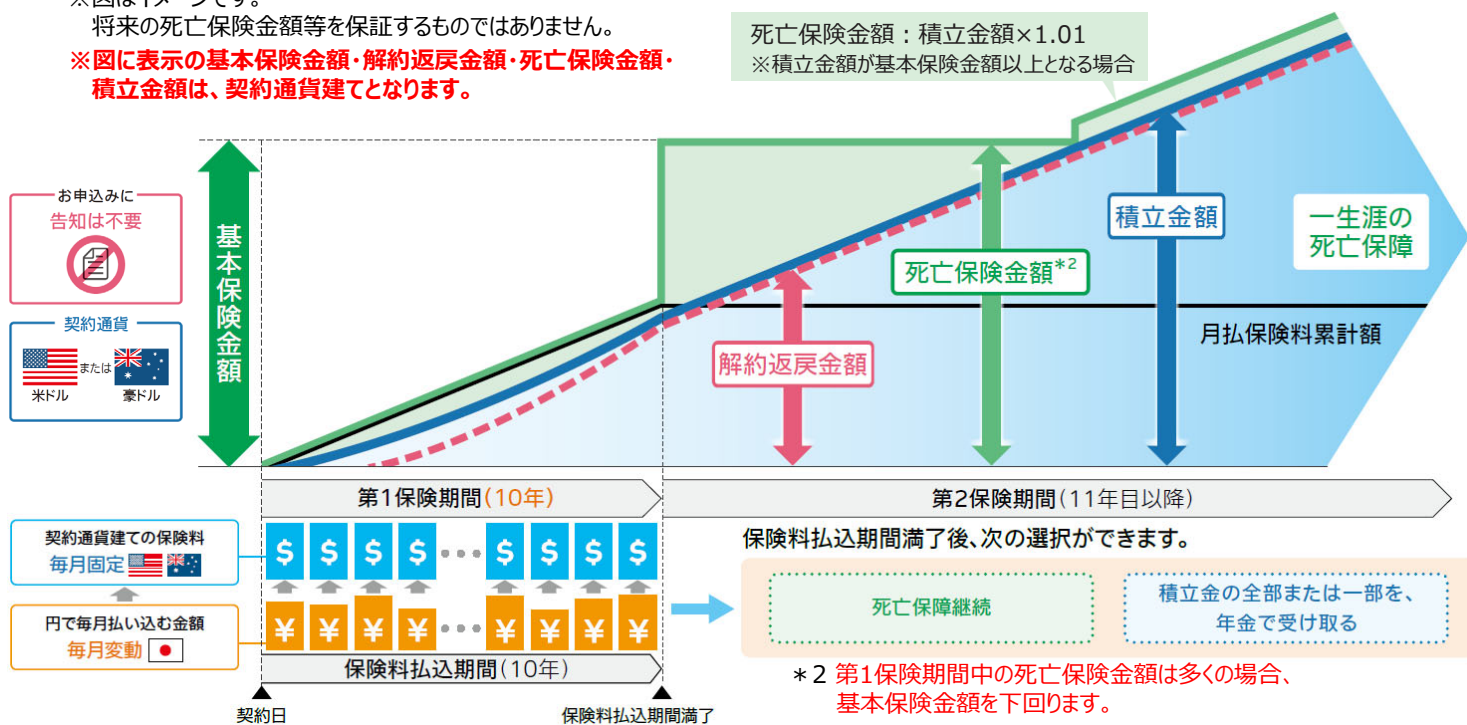 ※図はイメージです。
将来の死亡保険金額等を保証するものではありません。
※図に表示の基本保険金額・解約返戻金額・死亡保険金額・
積立金額は、契約通貨建てとなります。
死亡保険金額：積立金額×1.01
※積立金額が基本保険金額以上となる場合
お申込みに
告知は不要
契約通貨
米ドル
または
豪ドル
基本保険金額
解約返戻金額
死亡保険金額*2
積立金額
一生涯の
死亡保障
月払保険料累計額
第1保険期間(10年)
第2保険期間(11年目以降)
契約通貨建ての保険料
毎月固定
$ $ $ $ ••• $ $ $ $
円で毎月払い込む金額
毎月変動
¥ ¥ ¥ ¥ ••• ¥ ¥ ¥ ¥
保険料払込期間(10年)
契約日
保険料払込期間満了
保険料払込期間満了後、次の選択ができます。
死亡保障継続
積立金の全部または一部を、
年金で受け取る
＊2 第1保険期間中の死亡保険金額は多くの場合、
基本保険金額を下回ります。